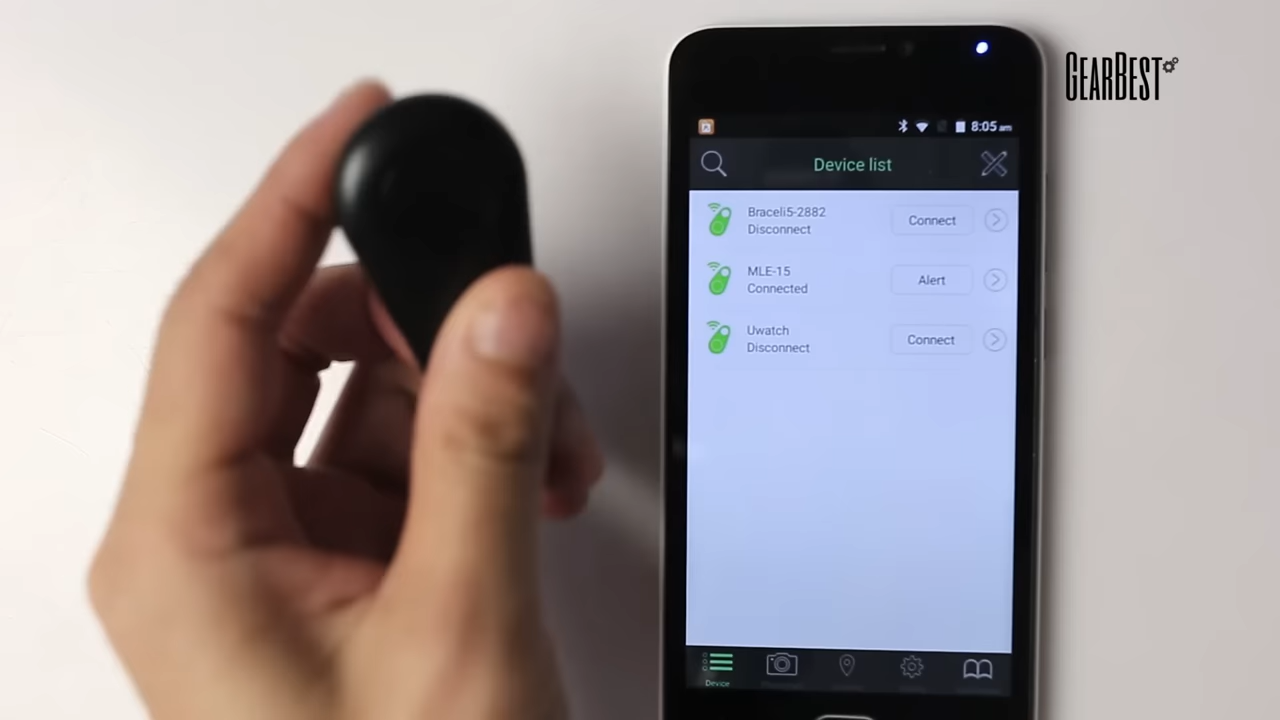 GEARBEST
8:05 am
Device list
Braceli5-2882
Disconnect
Connect
MLE-15
Connected
Alert
Uwatch
Disconnect
Connect
Device